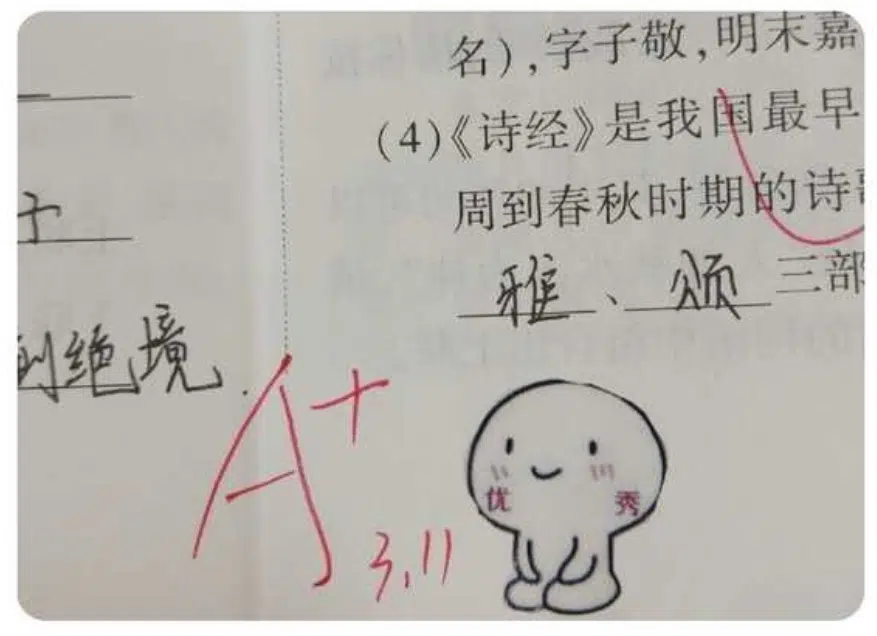 于
到绝境.
名),字子敬,明末嘉
(4)《诗经》是我国最早
周到春秋时期的诗
雅、颂三部
A+
3.11
优 秀